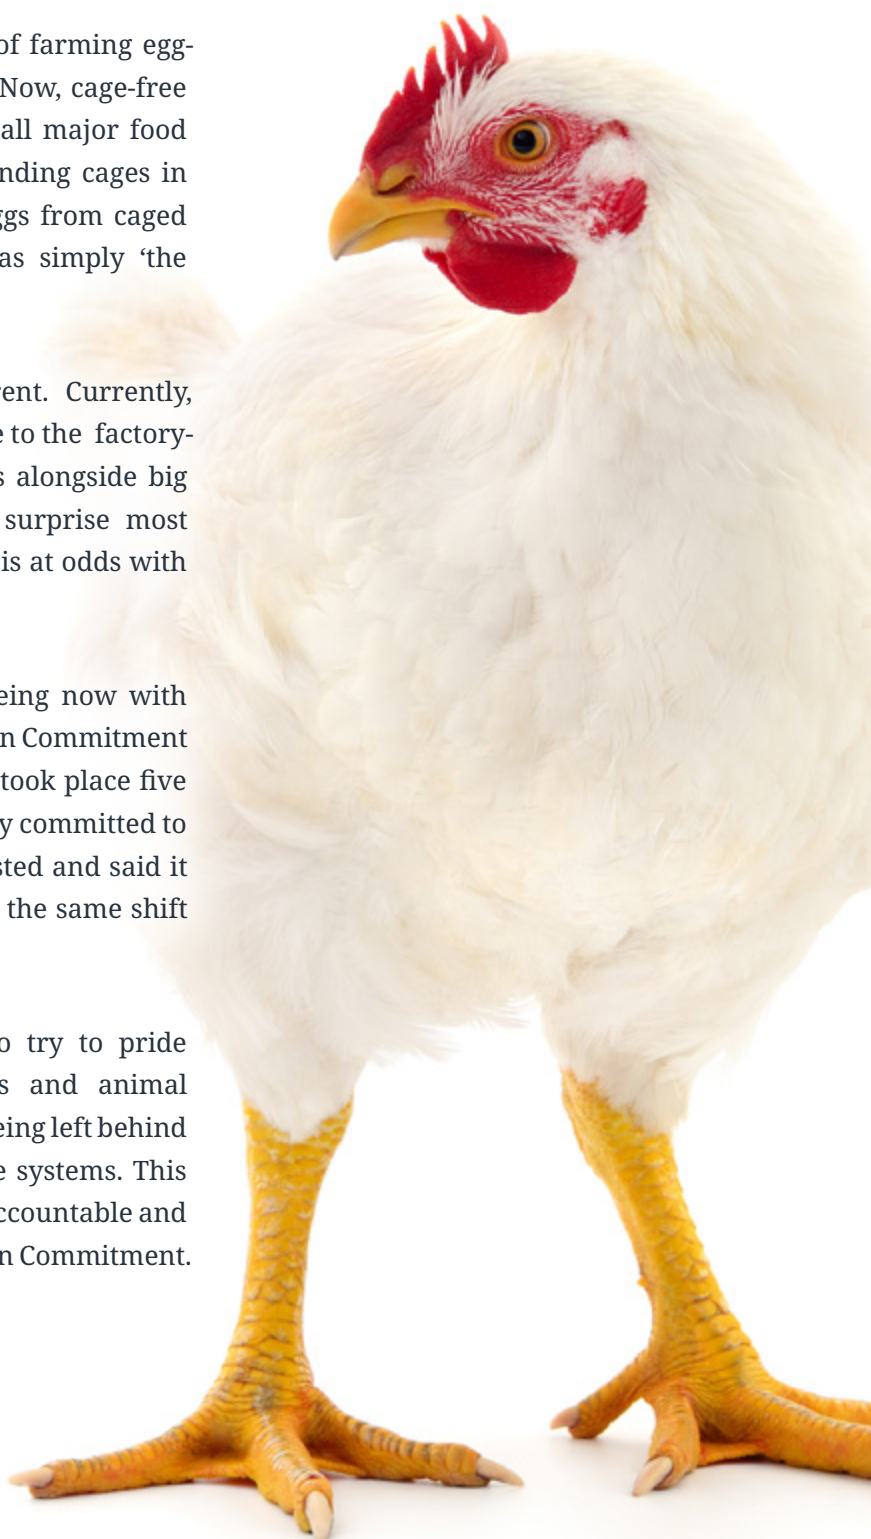 of farming egg-
Now, cage-free
all major food
nding cages in
ggs from caged
as simply ‘the
ent. Currently,
e to the factory-
s alongside big
surprise most
is at odds with
eing now with
n Commitment
took place five
y committed to
sted and said it
the same shift
o try to pride
s and animal
eing left behind
e systems. This
ccountable and
n Commitment.